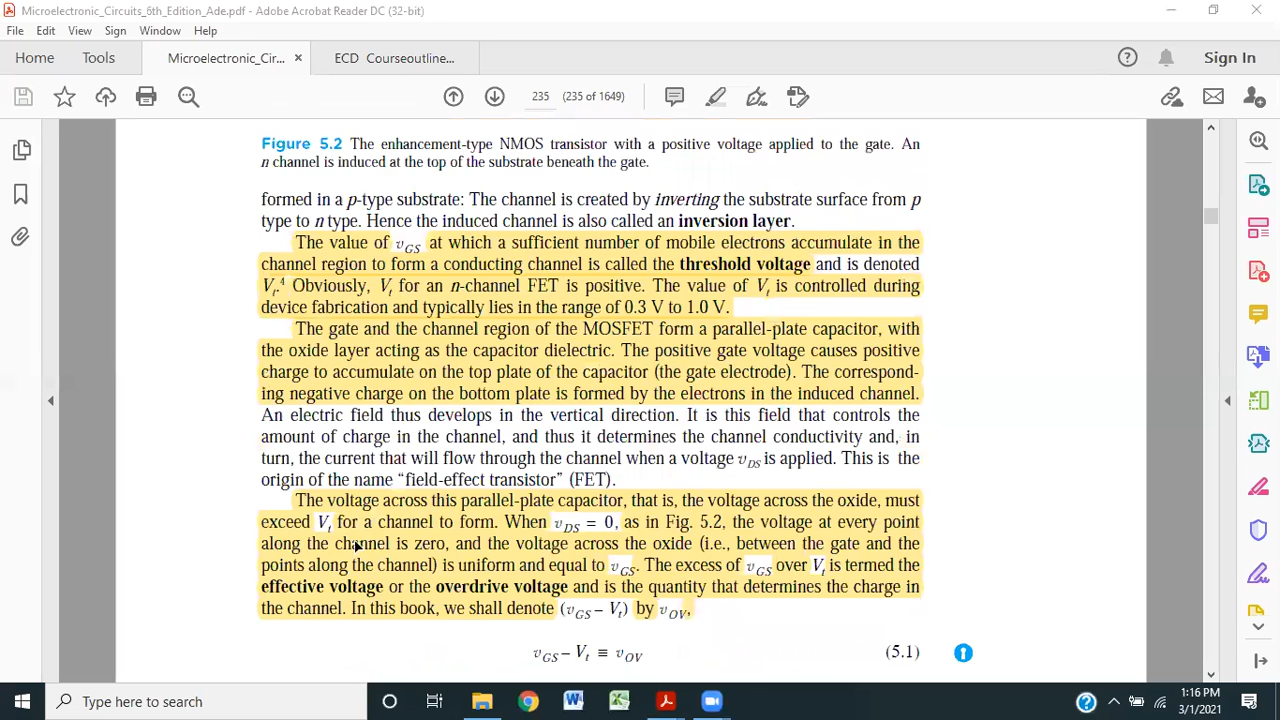 Microelectronic_Circuits_6th_Edition_Ade.pdf - Adobe Acrobat Reader DC (32-bit)
File Edit View Sign Window Help
Home Tools Microelectronic_Cir... × ECD Courseoutline... Sign In
235 (235 of 1649)
Figure 5.2 The enhancement-type NMOS transistor with a positive voltage applied to the gate. An
n channel is induced at the top of the substrate beneath the gate.
formed in a p-type substrate: The channel is created by inverting the substrate surface from p
type to n type. Hence the induced channel is also called an inversion layer.
The value of vGS at which a sufficient number of mobile electrons accumulate in the
channel region to form a conducting channel is called the threshold voltage and is denoted
Vt.4 Obviously, Vt for an n-channel FET is positive. The value of Vt is controlled during
device fabrication and typically lies in the range of 0.3 V to 1.0 V.
The gate and the channel region of the MOSFET form a parallel-plate capacitor, with
the oxide layer acting as the capacitor dielectric. The positive gate voltage causes positive
charge to accumulate on the top plate of the capacitor (the gate electrode). The correspond-
ing negative charge on the bottom plate is formed by the electrons in the induced channel.
An electric field thus develops in the vertical direction. It is this field that controls the
amount of charge in the channel, and thus it determines the channel conductivity and, in
turn, the current that will flow through the channel when a voltage vDS is applied. This is the
origin of the name “field-effect transistor” (FET).
The voltage across this parallel-plate capacitor, that is, the voltage across the oxide, must
exceed Vt for a channel to form. When vDS = 0, as in Fig. 5.2, the voltage at every point
along the channel is zero, and the voltage across the oxide (i.e., between the gate and the
points along the channel) is uniform and equal to vGS. The excess of vGS over Vt is termed the
effective voltage or the overdrive voltage and is the quantity that determines the charge in
the channel. In this book, we shall denote (vGS – Vt) by vOV,
vGS – Vt ≡ vOV (5.1)
Type here to search
1:16 PM
3/1/2021